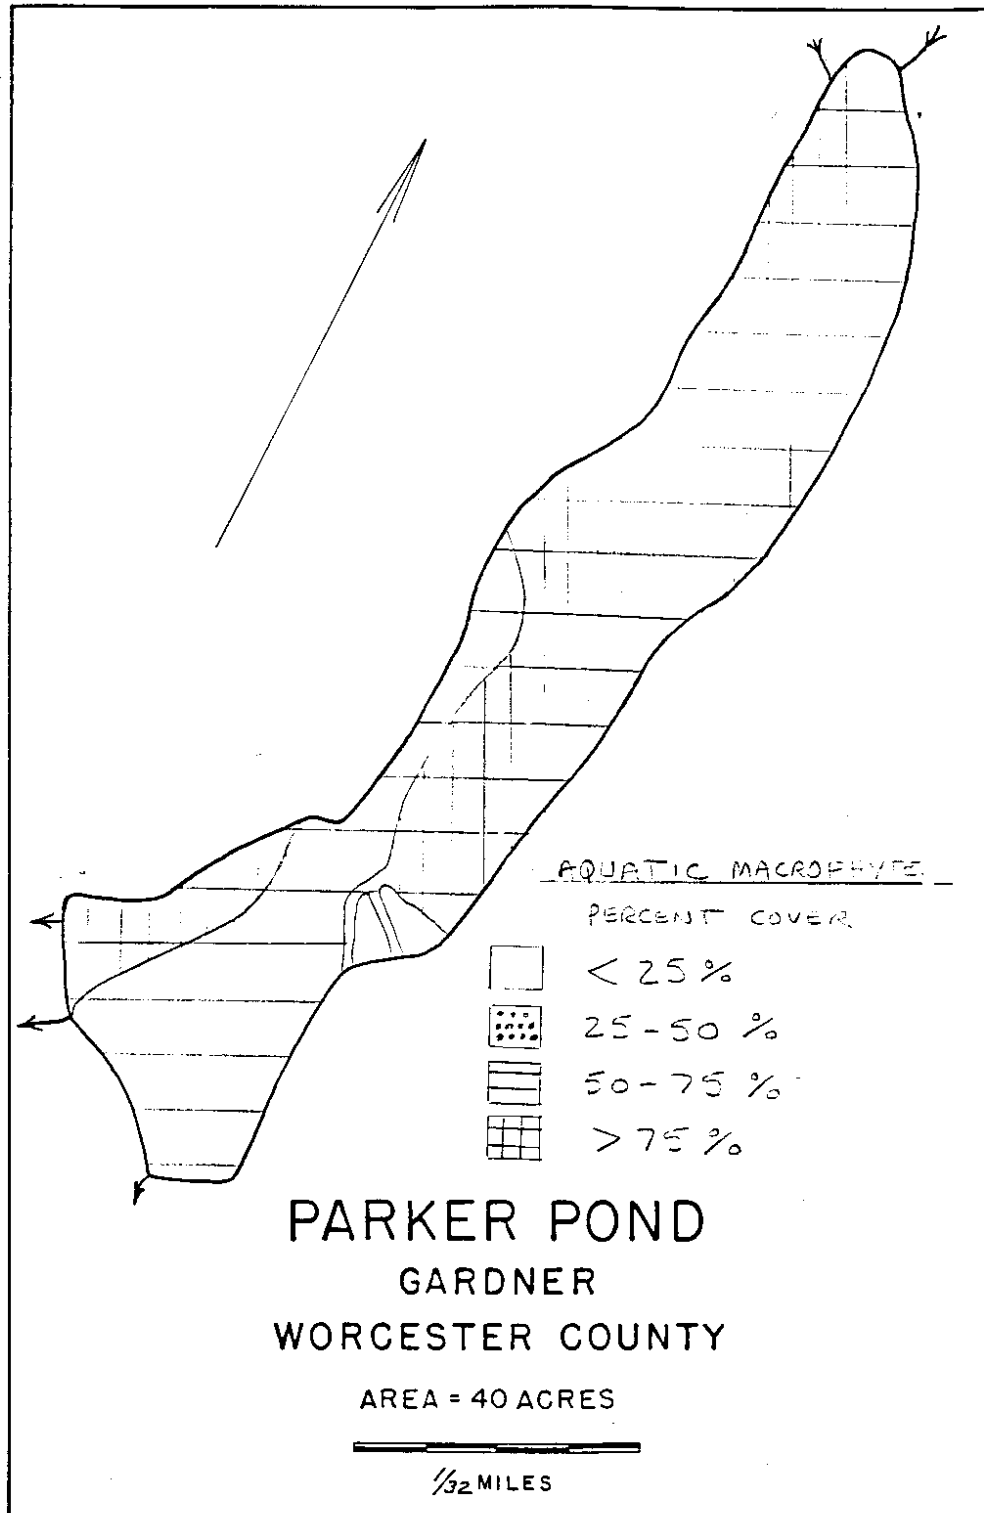 AQUATIC MACROPHYTE
PERCENT COVER
< 25 %
25 - 50 %
50 - 75 %
> 75 %
PARKER POND
GARDNER
WORCESTER COUNTY
AREA = 40 ACRES
1/32 MILES